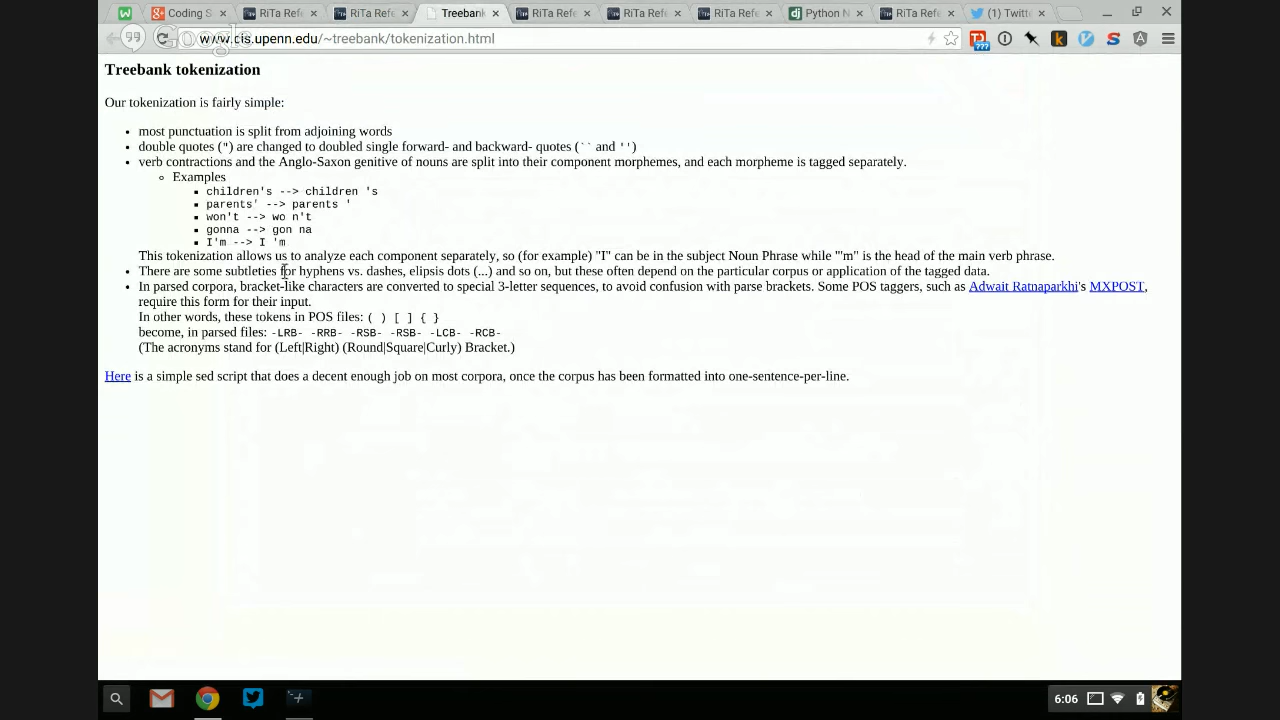 Coding S
RiTa Refe
RiTa Refe
Treebank
RiTa Refe
RiTa Refe
RiTa Refe
Python N
RiTa Refe
(1) Twitte
Google
www.cis.upenn.edu/~treebank/tokenization.html
Treebank tokenization
Our tokenization is fairly simple:
• most punctuation is split from adjoining words
• double quotes (") are changed to doubled single forward- and backward- quotes (`` and '')
• verb contractions and the Anglo-Saxon genitive of nouns are split into their component morphemes, and each morpheme is tagged separately.
◦ Examples
▪ children's --> children 's
▪ parents' --> parents '
▪ won't --> wo n't
▪ gonna --> gon na
▪ I'm --> I 'm
This tokenization allows us to analyze each component separately, so (for example) "I" can be in the subject Noun Phrase while "'m" is the head of the main verb phrase.
• There are some subtleties for hyphens vs. dashes, elipsis dots (...) and so on, but these often depend on the particular corpus or application of the tagged data.
• In parsed corpora, bracket-like characters are converted to special 3-letter sequences, to avoid confusion with parse brackets. Some POS taggers, such as Adwait Ratnaparkhi's MXPOST,
require this form for their input.
In other words, these tokens in POS files: ( ) [ ] { }
become, in parsed files: -LRB- -RRB- -RSB- -RSB- -LCB- -RCB-
(The acronyms stand for (Left|Right) (Round|Square|Curly) Bracket.)
Here is a simple sed script that does a decent enough job on most corpora, once the corpus has been formatted into one-sentence-per-line.
6:06